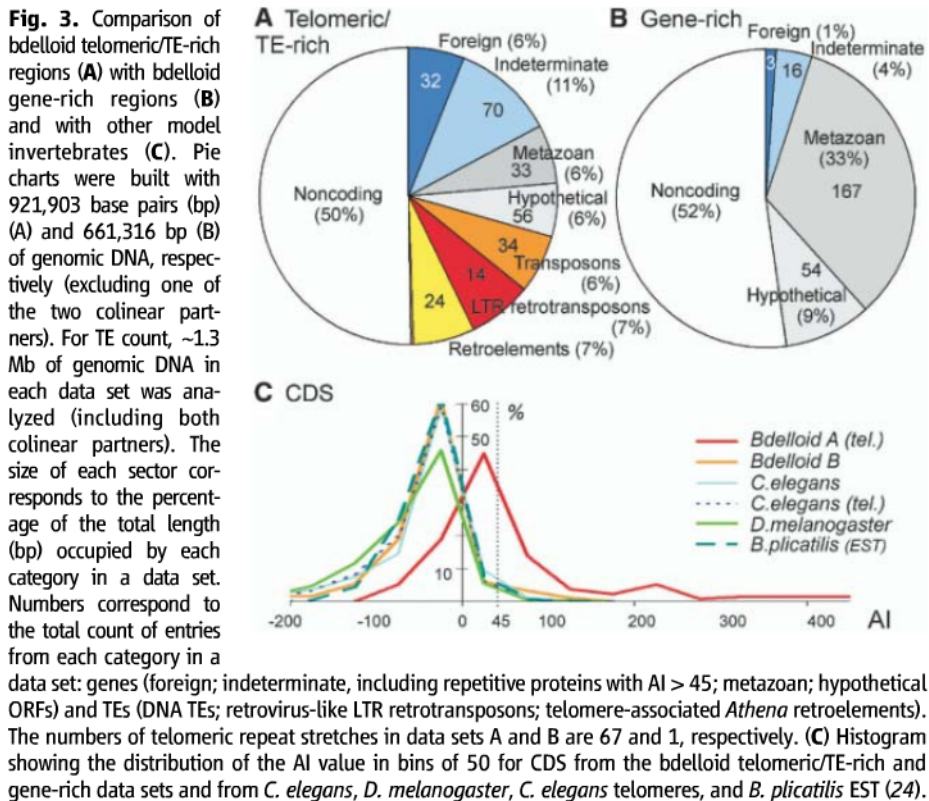 Fig. 3. Comparison of
bdelloid telomeric/TE-rich
regions (A) with bdelloid
gene-rich regions (B)
and with other model
invertebrates (C). Pie
charts were built with
921,903 base pairs (bp)
(A) and 661,316 bp (B)
of genomic DNA, respec-
tively (excluding one of
the two colinear part-
ners). For TE count, ~1.3
Mb of genomic DNA in
each data set was ana-
lyzed (including both
colinear partners). The
size of each sector cor-
responds to the percent-
age of the total length
(bp) occupied by each
category in a data set.
Numbers correspond to
the total count of entries
from each category in a
data set: genes (foreign; indeterminate, including repetitive proteins with AI > 45; metazoan; hypothetical
ORFs) and TEs (DNA TEs; retrovirus-like LTR retrotransposons; telomere-associated Athena retroelements).
The numbers of telomeric repeat stretches in data sets A and B are 67 and 1, respectively. (C) Histogram
showing the distribution of the AI value in bins of 50 for CDS from the bdelloid telomeric/TE-rich and
gene-rich data sets and from C. elegans, D. melanogaster, C. elegans telomeres, and B. plicatilis EST (24).
A Telomeric/
TE-rich
Foreign (6%)
32
Indeterminate
(11%)
70
Metazoan
33
(6%)
Hypothetical
56
(6%)
34
Transposons
(6%)
14
LTR retrotransposons
(7%)
24
Retroelements (7%)
Noncoding
(50%)
B Gene-rich
Foreign (1%)
3
Indeterminate
16
(4%)
Metazoan
(33%)
167
54
Hypothetical
(9%)
Noncoding
(52%)
C CDS
60
%
50
10
-200
-100
0
45
100
200
300
400
AI
Bdelloid A (tel.)
Bdelloid B
C.elegans
C.elegans (tel.)
D.melanogaster
B.plicatilis (EST)